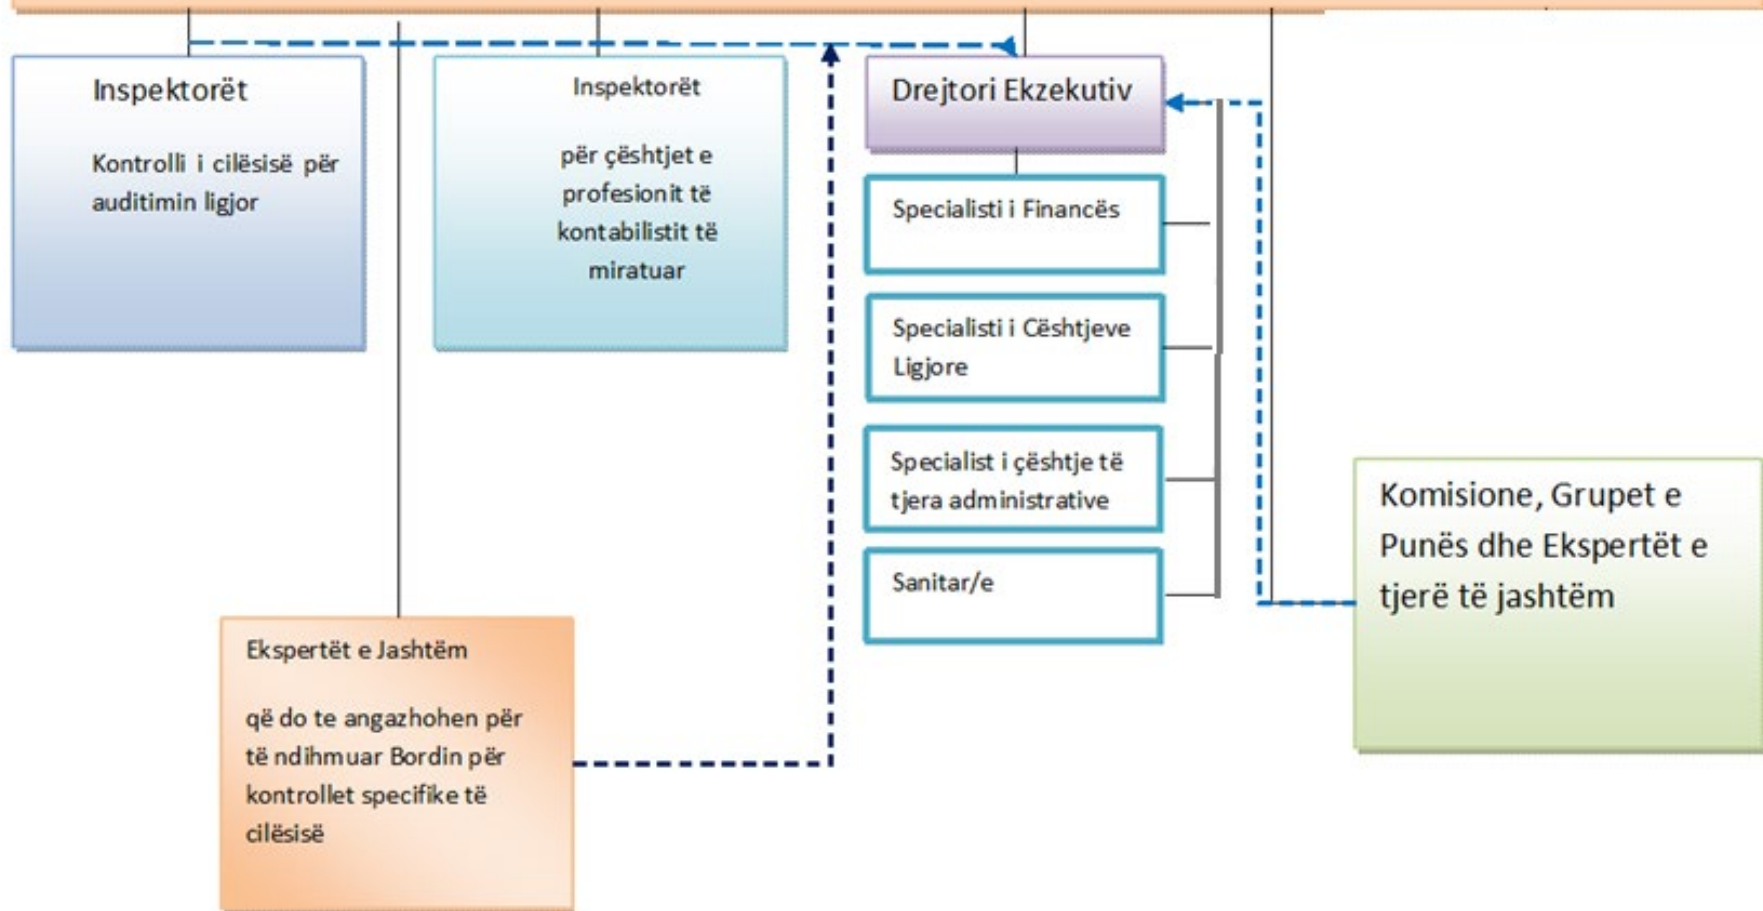 Inspektorët
Kontrolli i cilësisë për
auditimin ligjor
Inspektorët
për çështjet e
profesionit të
kontabilistit të
miratuar
Drejtori Ekzekutiv
Specialisti i Financës
Specialisti i Cështjeve
Ligjore
Specialist i çështje të
tjera administrative
Sanitar/e
Komisione, Grupet e
Punës dhe Ekspertët e
tjerë të jashtëm
Ekspertët e Jashtëm
që do te angazhohen për
të ndihmuar Bordin për
kontrollet specifike të
cilësisë